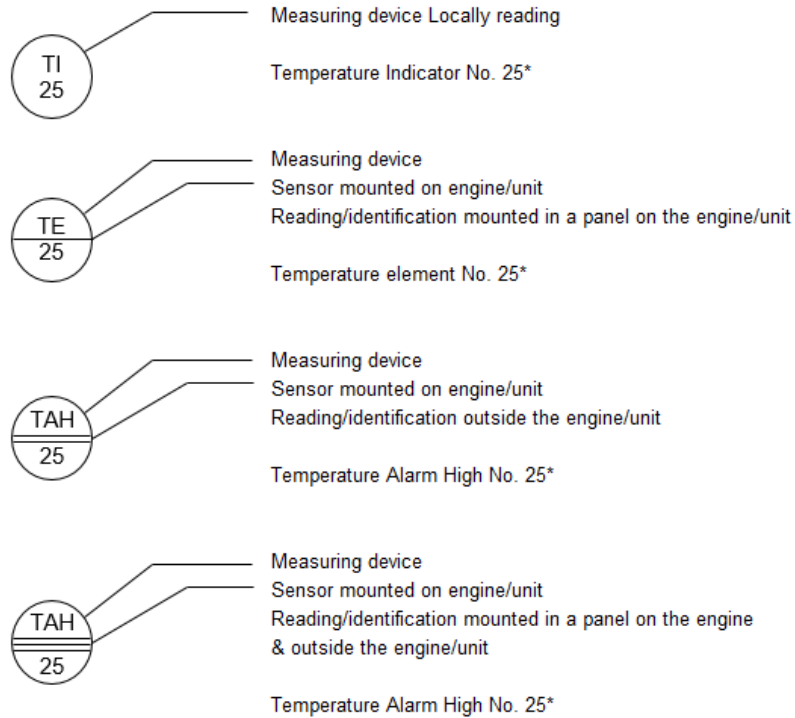 Measuring device Locally reading
TI
25
Temperature Indicator No. 25*
Measuring device
Sensor mounted on engine/unit
TE
Reading/identification mounted in a panel on the engine/unit
25
Temperature element No. 25*
Measuring device
Sensor mounted on engine/unit
TAH
Reading/identification outside the engine/unit
25
Temperature Alarm High No. 25*
Measuring device
Sensor mounted on engine/unit
TAH
Reading/identification mounted in a panel on the engine
& outside the engine/unit
25
Temperature Alarm High No. 25*